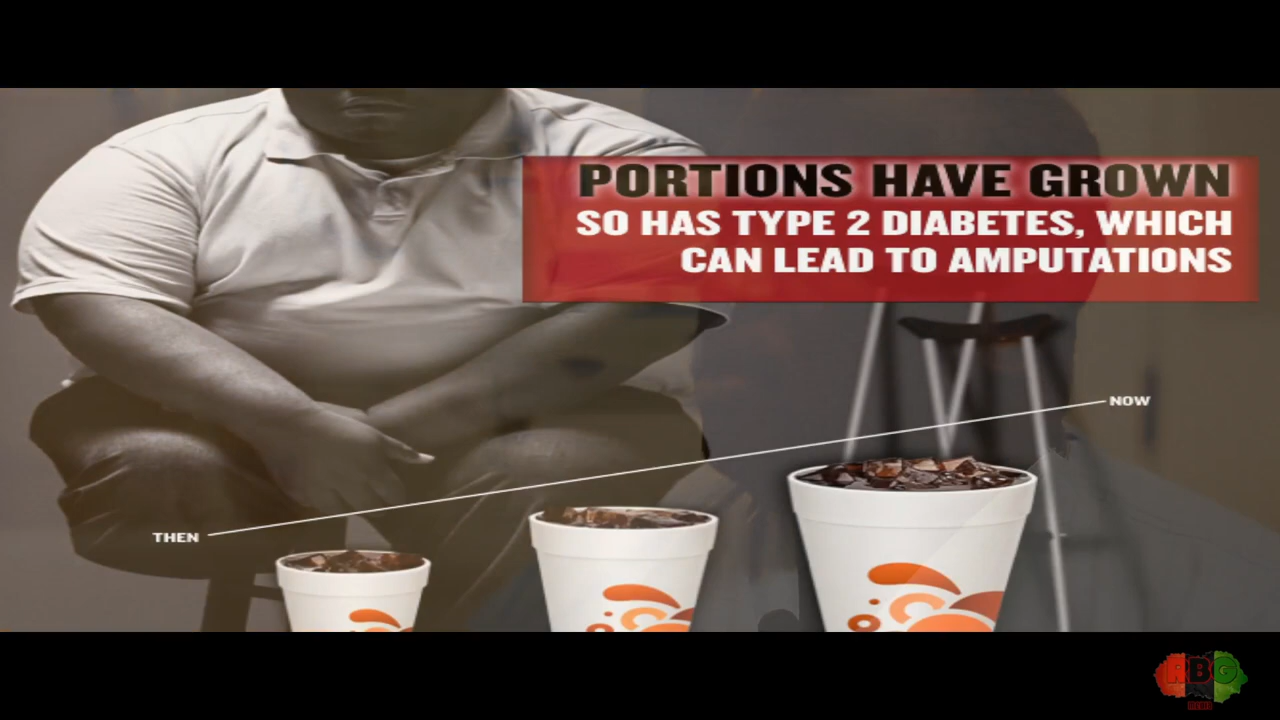 PORTIONS HAVE GROWN
SO HAS TYPE 2 DIABETES, WHICH
CAN LEAD TO AMPUTATIONS
NOW
THEN
RBG